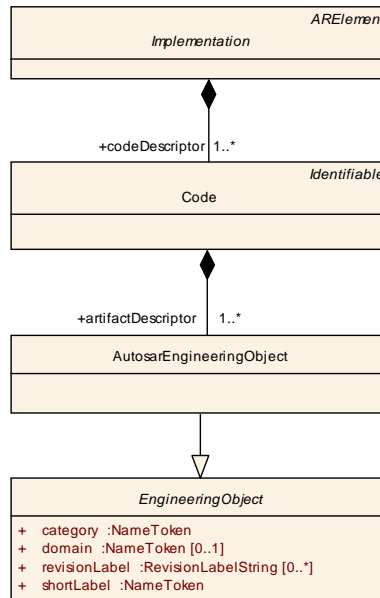 ARElement
Implementation
+codeDescriptor 1..*
Identifiable
Code
+artifactDescriptor 1..*
AutosarEngineeringObject
EngineeringObject
+ category :NameToken
+ domain :NameToken [0..1]
+ revisionLabel :RevisionLabelString [0..*]
+ shortLabel :NameToken